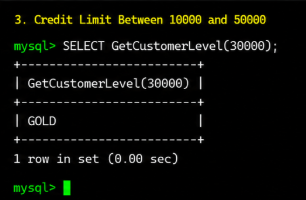 3. Credit Limit Between 10000 and 50000
mysql> SELECT GetCustomerLevel(30000);
+-------------------------+
| GetCustomerLevel(30000) |
+-------------------------+
| GOLD                    |
+-------------------------+
1 row in set (0.00 sec)
mysql>